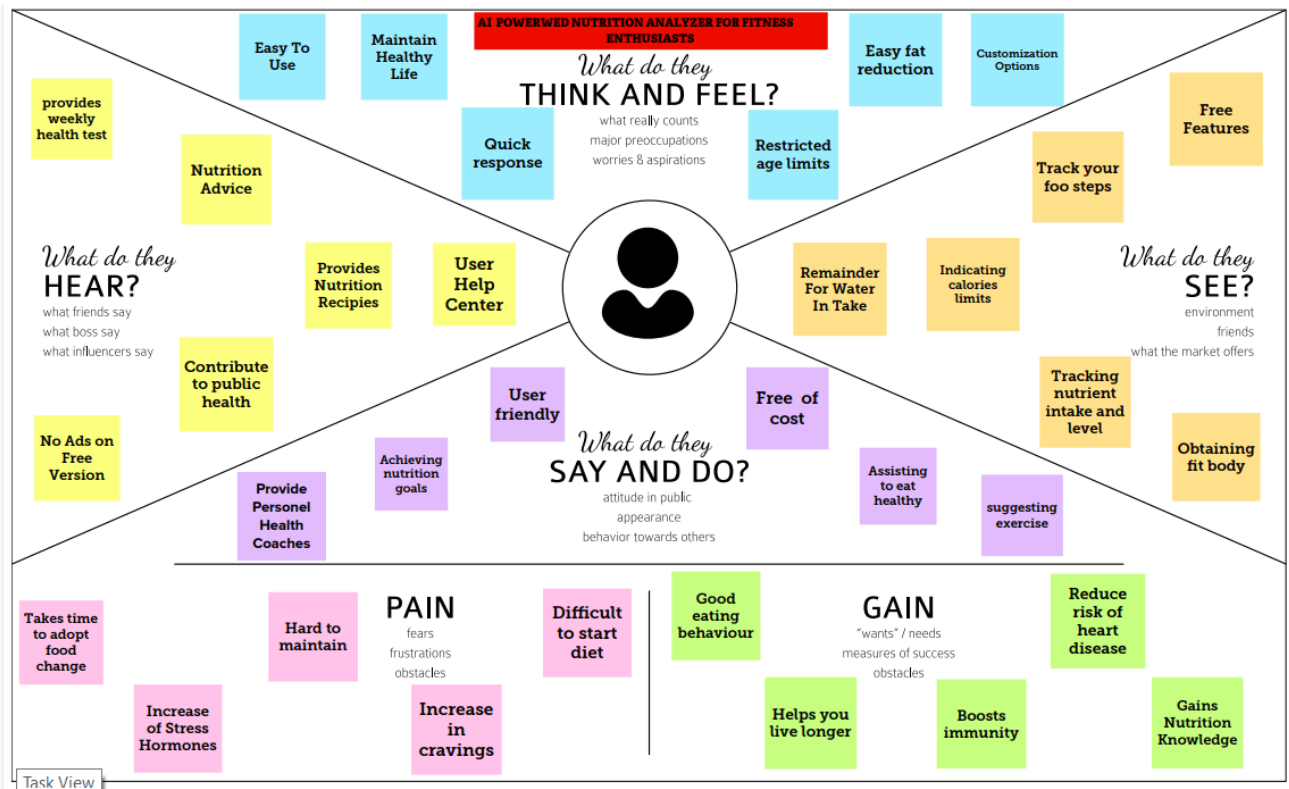 AI POWERWED NUTRITION ANALYZER FOR FITNESS
ENTHUSIASTS
What do they
THINK AND FEEL?
what really counts
major preoccupations
worries & aspirations
Easy To
Use
Maintain
Healthy
Life
Quick
response
Easy fat
reduction
Customization
Options
Restricted
age limits
What do they
HEAR?
what friends say
what boss say
what influencers say
provides
weekly
health test
Nutrition
Advice
Provides
Nutrition
Recipies
User
Help
Center
Contribute
to public
health
No Ads on
Free
Version
What do they
SEE?
environment
friends
what the market offers
Free
Features
Track your
foo steps
Remainder
For Water
In Take
Indicating
calories
limits
Tracking
nutrient
intake and
level
Obtaining
fit body
What do they
SAY AND DO?
attitude in public
appearance
behavior towards others
User
friendly
Free of
cost
Achieving
nutrition
goals
Provide
Personel
Health
Coaches
Assisting
to eat
healthy
suggesting
exercise
PAIN
fears
frustrations
obstacles
Takes time
to adopt
food
change
Hard to
maintain
Difficult
to start
diet
Increase
of Stress
Hormones
Increase
in
cravings
GAIN
"wants" / needs
measures of success
obstacles
Good
eating
behaviour
Reduce
risk of
heart
disease
Helps you
live longer
Boosts
immunity
Gains
Nutrition
Knowledge
Task View